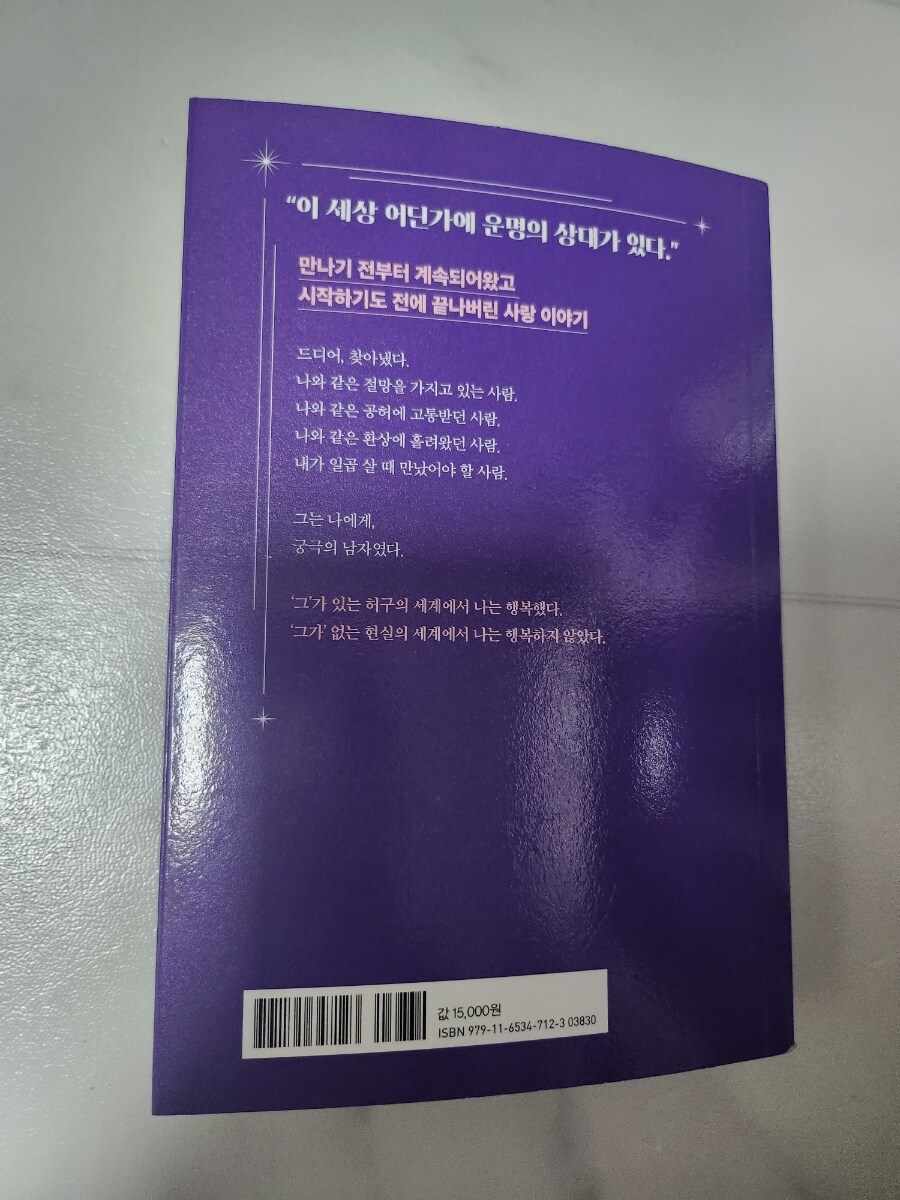 “이 세상 어딘가에 운명의 상대가 있다.”
만나기 전부터 계속되어왔고
시작하기도 전에 끝나버린 사랑 이야기
드디어, 찾아냈다.
나와 같은 절망을 가지고 있는 사람.
나와 같은 공허에 고통받던 사람.
나와 같은 환상에 홀려왔던 사람.
내가 일곱 살 때 만났어야 할 사람.
그는 나에게,
궁극의 남자였다.
‘그’가 있는 허구의 세계에서 나는 행복했다.
‘그가’ 없는 현실의 세계에서 나는 행복하지 않았다.
값 15,000원
ISBN 979-11-6534-712-3 03830